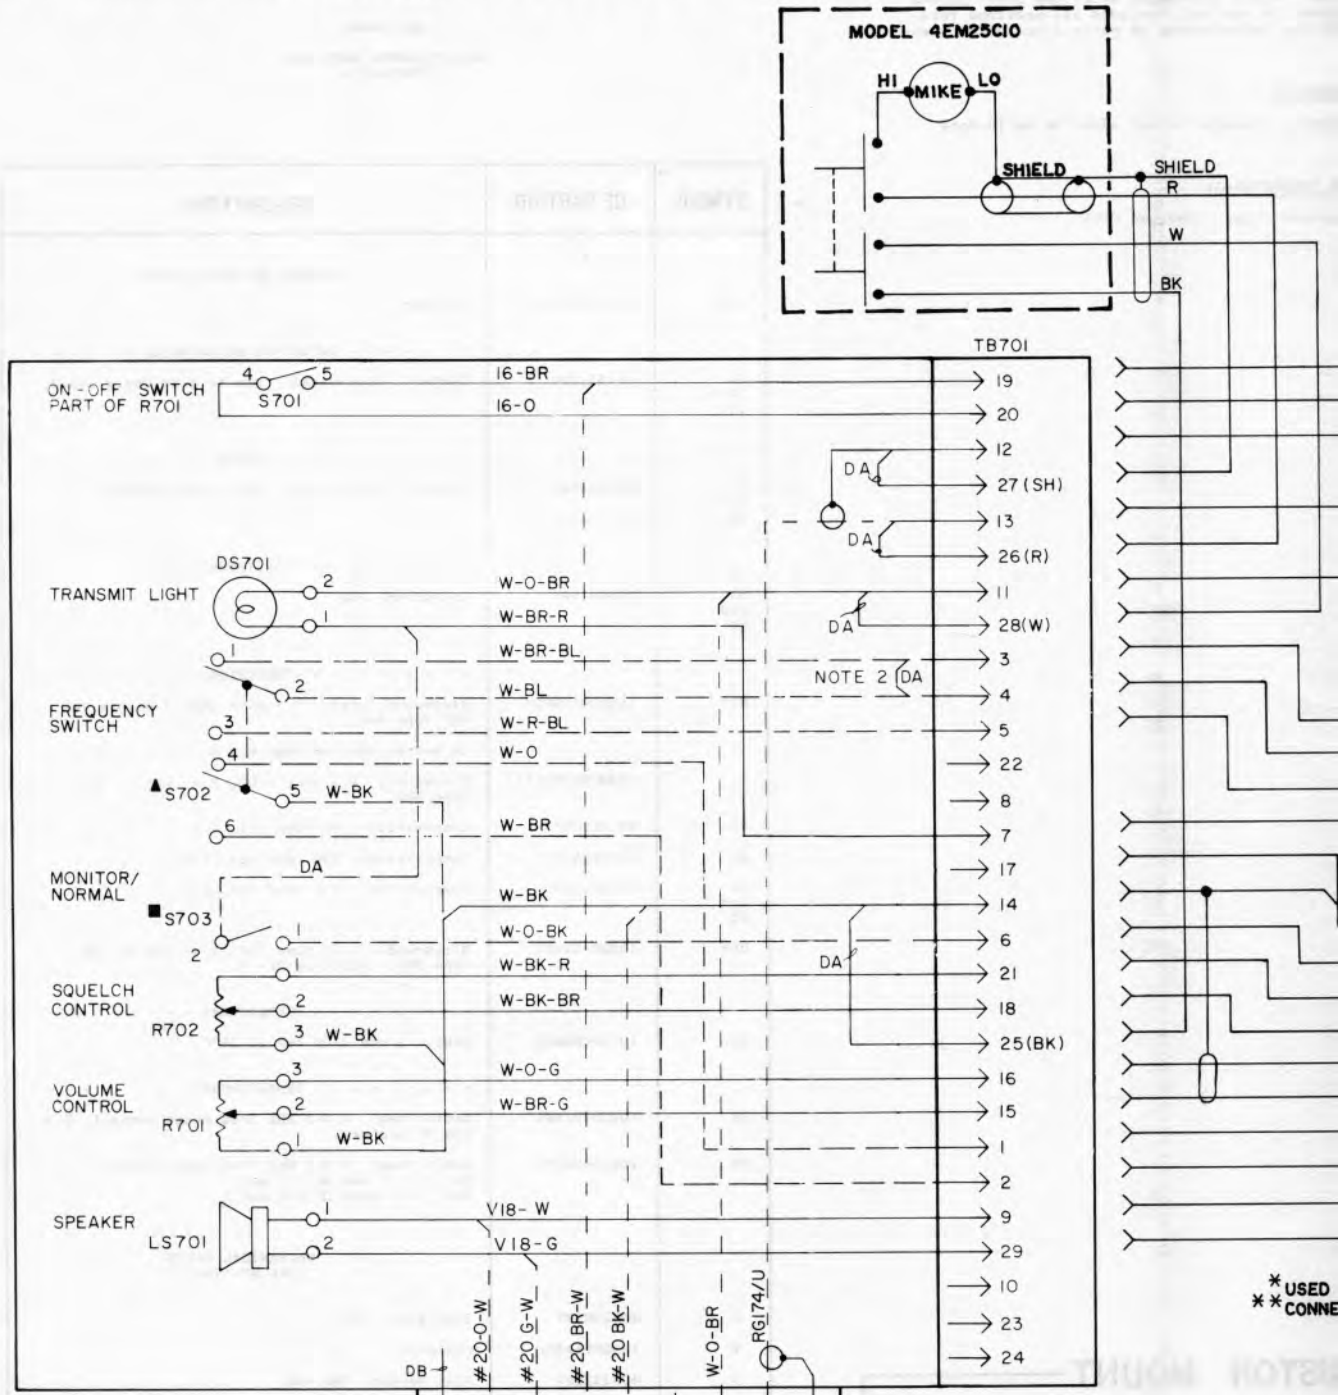 MODEL 4EM25C10
HI MIKE LO
SHIELD
SHIELD
R
W
BK
TB701
ON-OFF SWITCH
PART OF R701
4 5
S701
16-BR
16-O
19
20
12
DA
27 (SH)
13
DA
26 (R)
DS701
TRANSMIT LIGHT
2
1
W-O-BR
W-BR-R
11
DA
28(W)
FREQUENCY
SWITCH
1
2
3
4
5
6
▲ S702
W-BR-BL
W-BL
W-R-BL
W-O
W-BK
W-BR
NOTE 2 DA
3
4
5
22
8
7
17
MONITOR/
NORMAL
■ S703
DA
2
1
W-BK
W-O-BK
14
6
SQUELCH
CONTROL
R702
1
2
3
W-BK-R
W-BK-BR
W-BK
DA
21
18
25(BK)
VOLUME
CONTROL
R701
3
2
1
W-O-G
W-BR-G
W-BK
16
15
1
2
SPEAKER
LS701
1
2
V18-W
V18-G
9
29
10
23
24
DB
#20-O-W
#20 G-W
#20 BR-W
#20 BK-W
W-O-BR
RG174/U
* USED
** CONNE